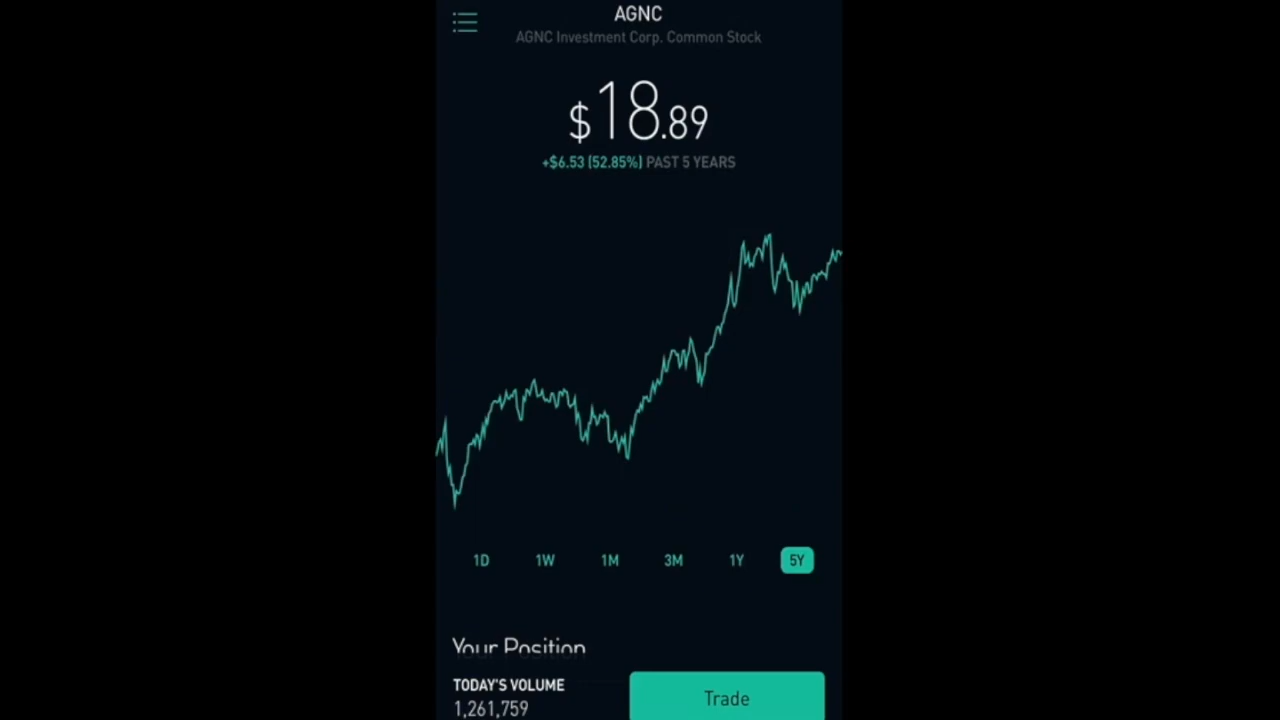 AGNC
AGNC Investment Corp. Common Stock
$18.89
+$6.53 (52.85%) PAST 5 YEARS
1D 1W 1M 3M 1Y 5Y
Your Position
TODAY'S VOLUME
1,261,759
Trade